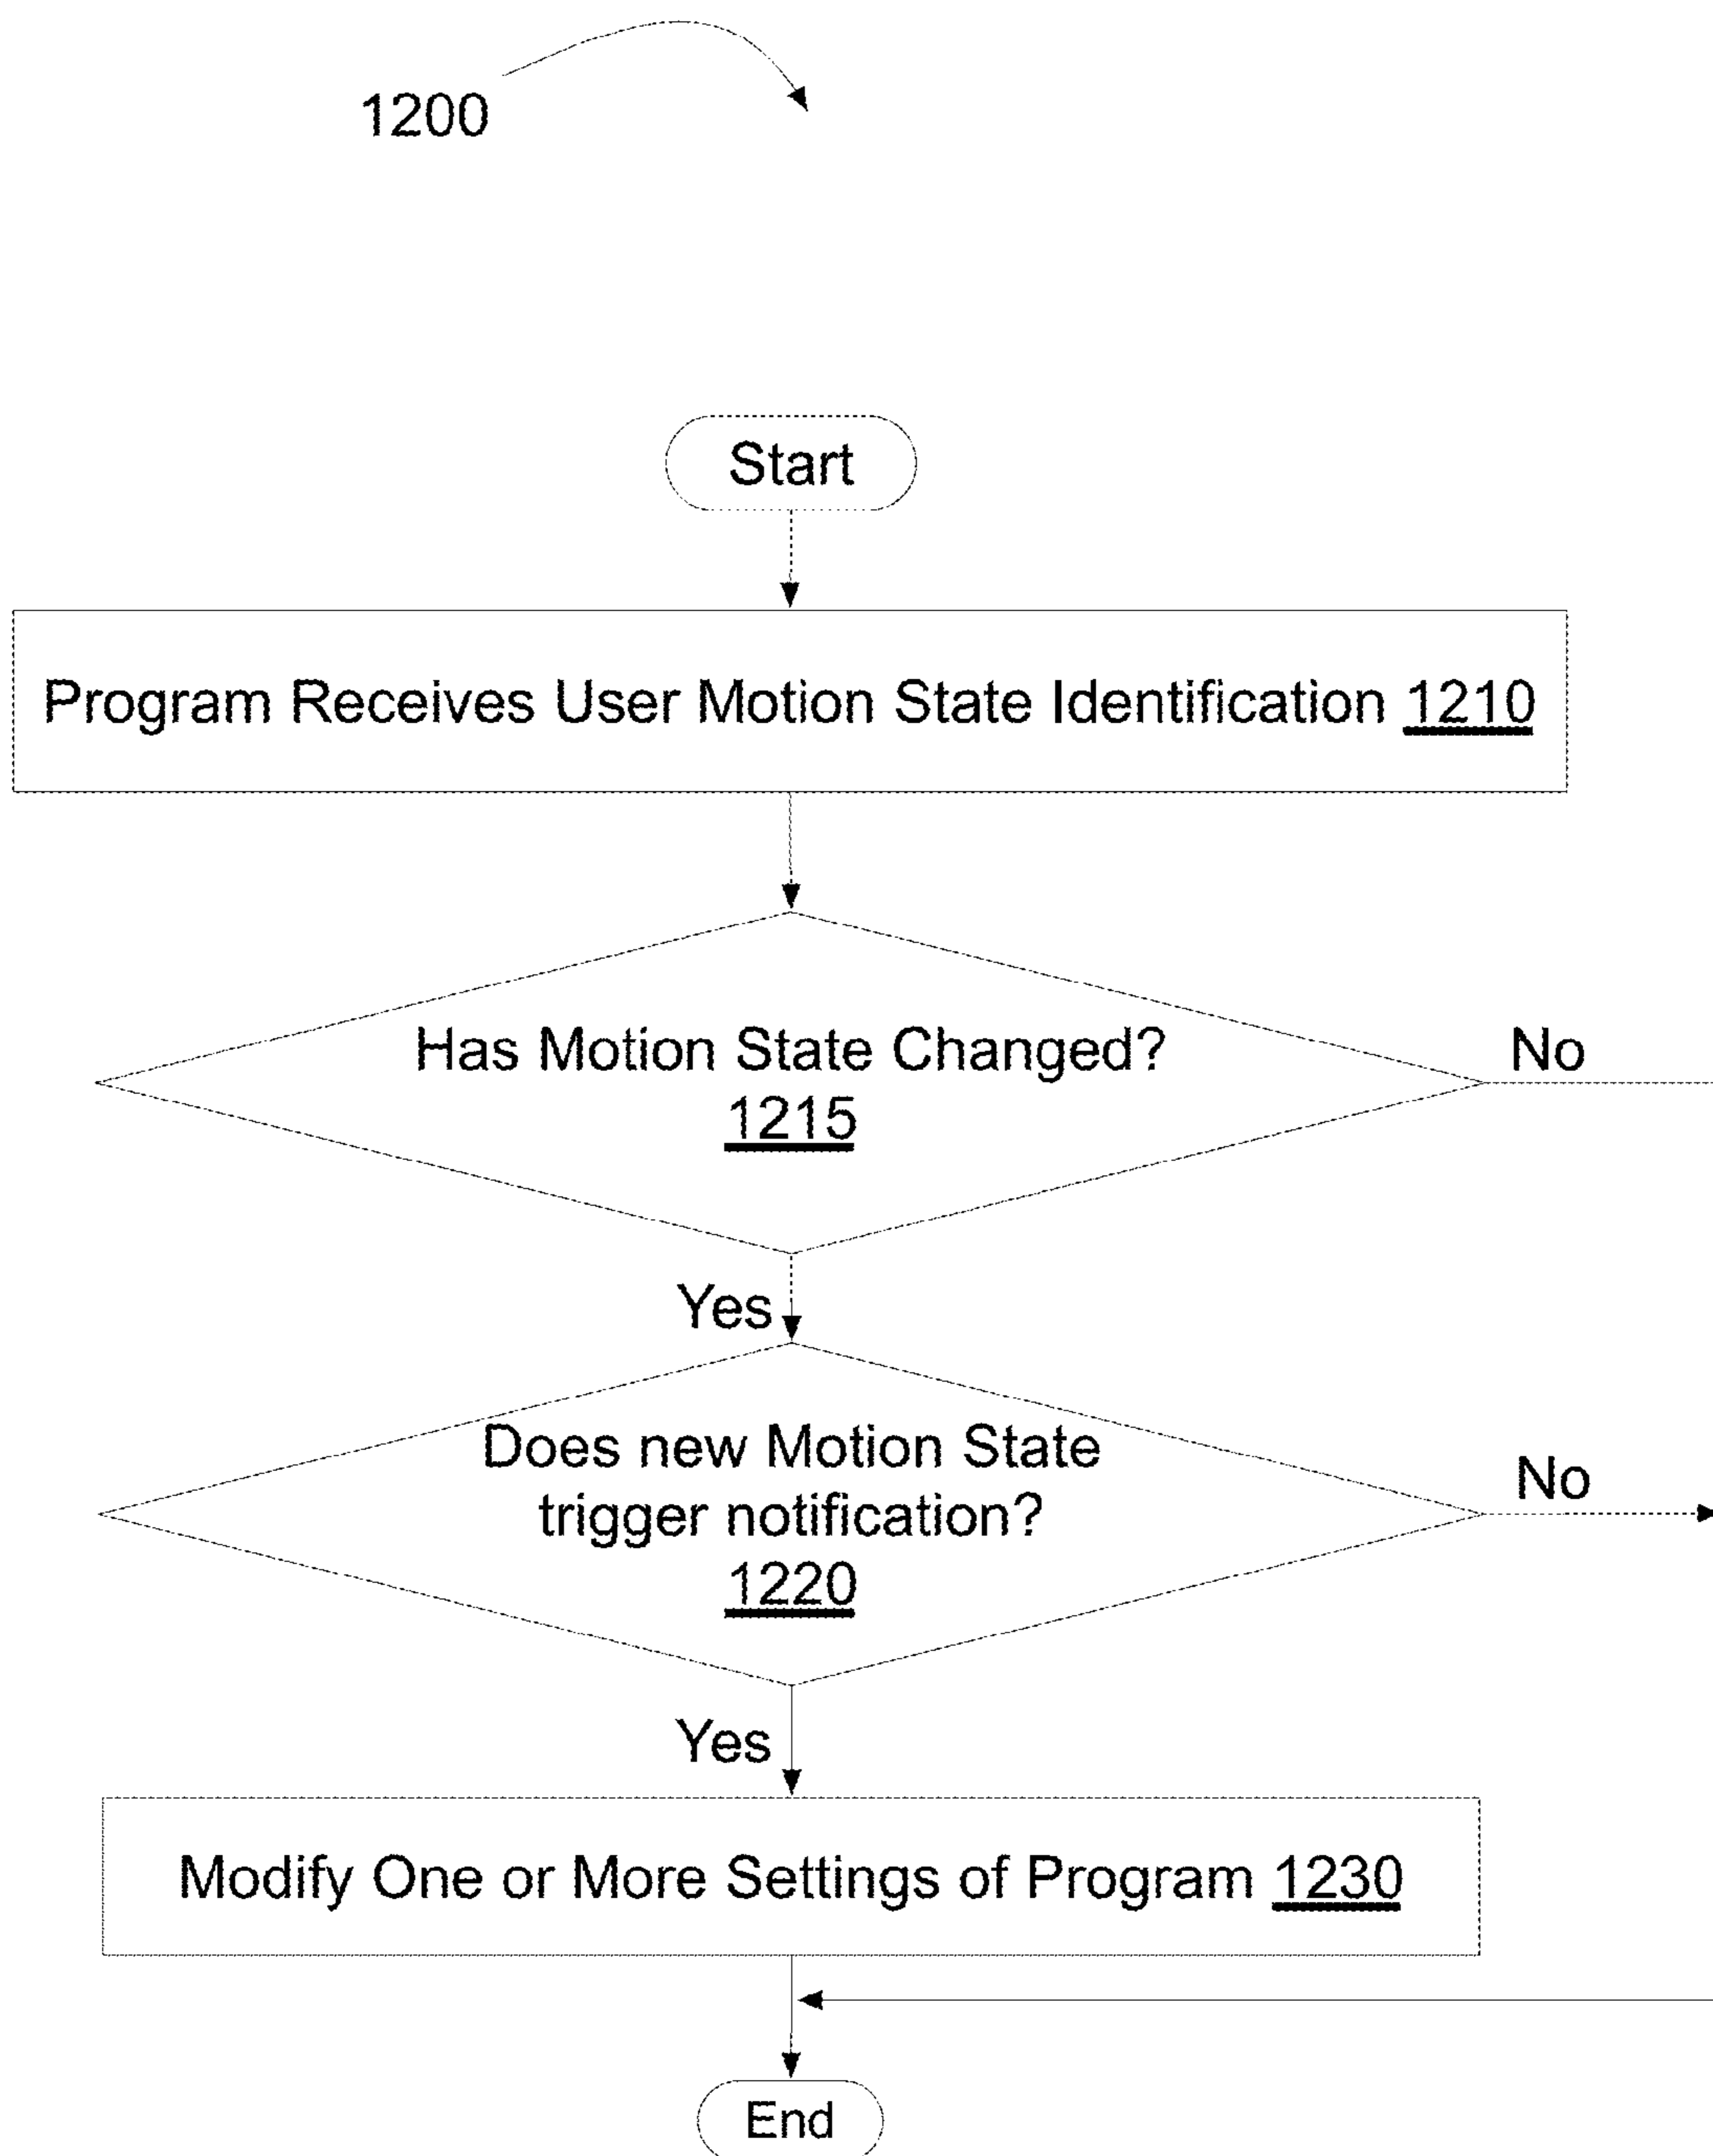 1200
Start
Program Receives User Motion State Identification 1210
Has Motion State Changed?
1215
No
Yes
Does new Motion State
trigger notification?
1220
No
Yes
Modify One or More Settings of Program 1230
End